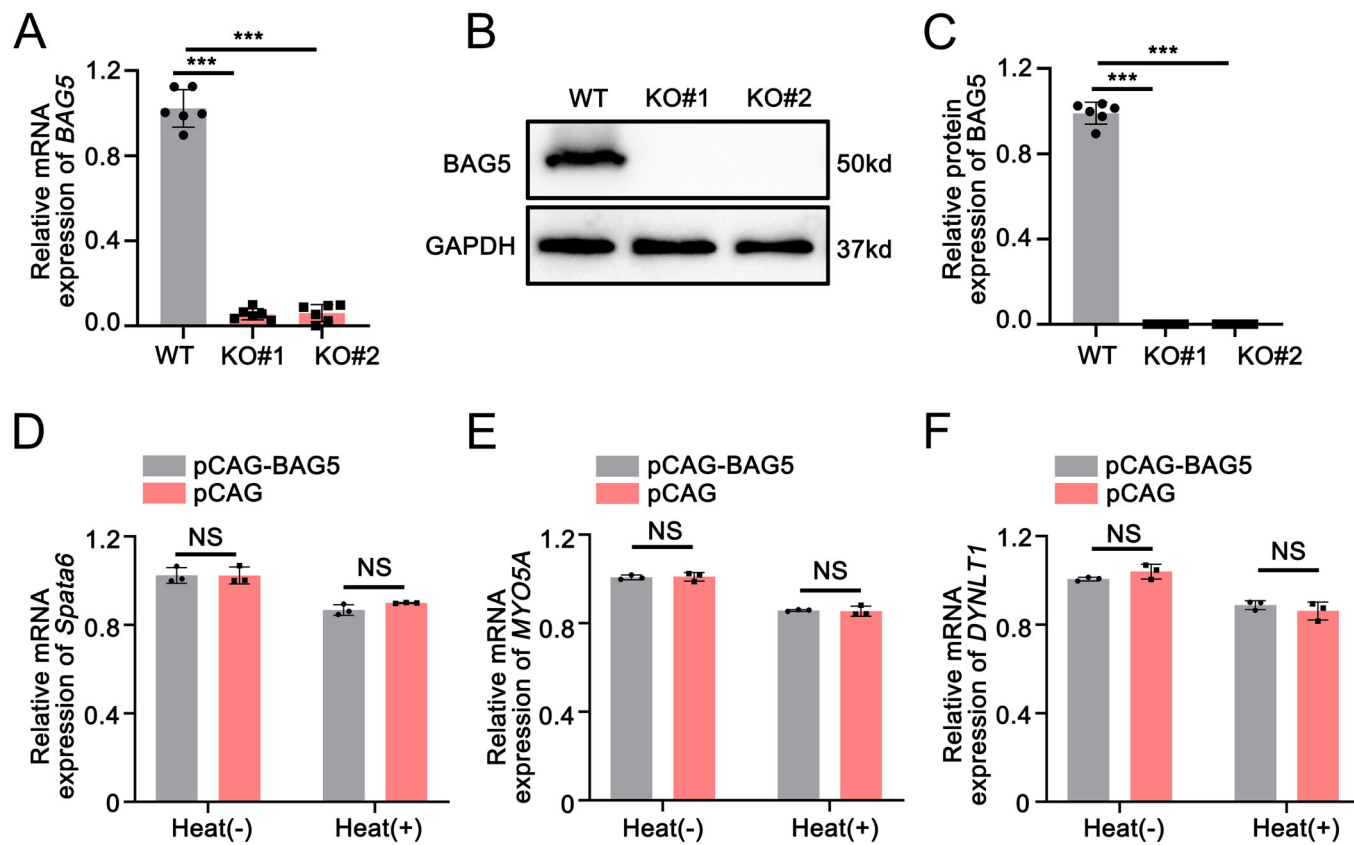 A
Relative mRNA
expression of BAG5
***
***
1.2
0.8
0.4
0.0
WT
KO#1
KO#2
B
WT KO#1 KO#2
BAG5
50kd
GAPDH
37kd
C
Relative protein
expression of BAG5
***
***
1.2
0.8
0.4
0.0
WT
KO#1
KO#2
D
pCAG-BAG5
pCAG
Relative mRNA
expression of Spata6
1.2
0.8
0.4
0
NS
NS
Heat(-)
Heat(+)
E
pCAG-BAG5
pCAG
Relative mRNA
expression of MYO5A
1.2
0.8
0.4
0
NS
NS
Heat(-)
Heat(+)
F
pCAG-BAG5
pCAG
Relative mRNA
expression of DYNLT1
1.2
0.8
0.4
0
NS
NS
Heat(-)
Heat(+)